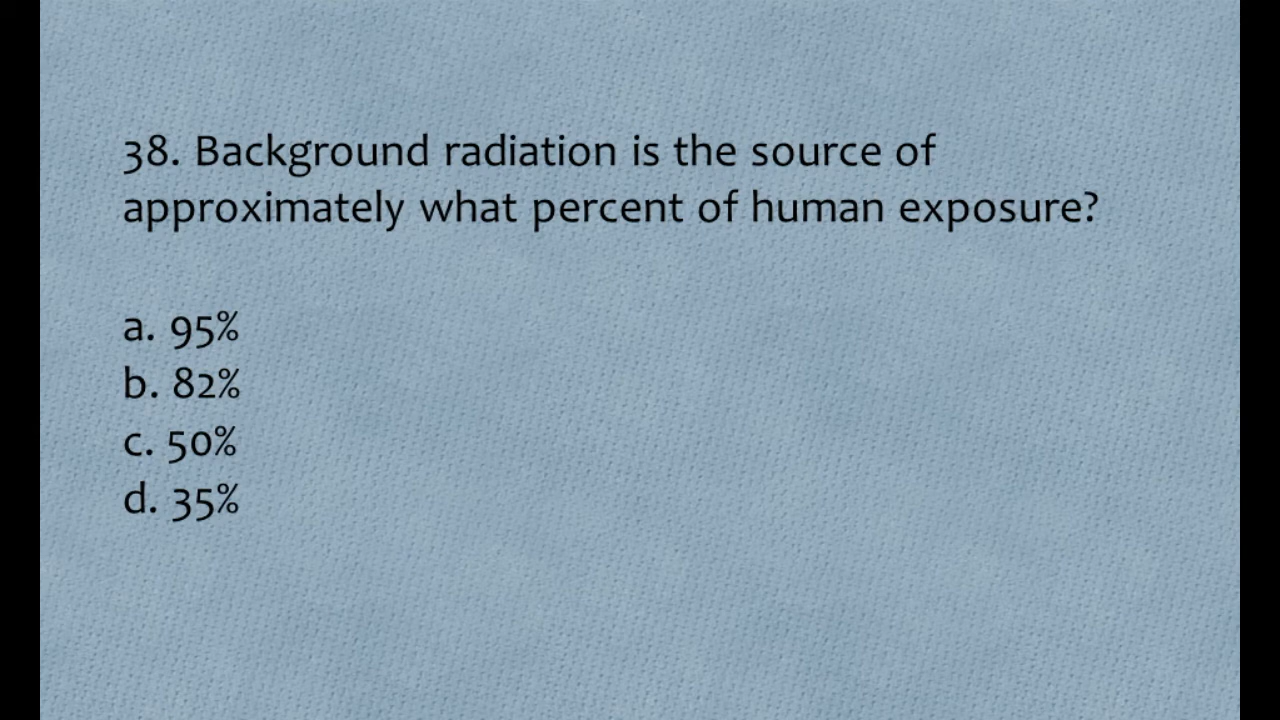 38. Background radiation is the source of
approximately what percent of human exposure?
a. 95%
b. 82%
c. 50%
d. 35%